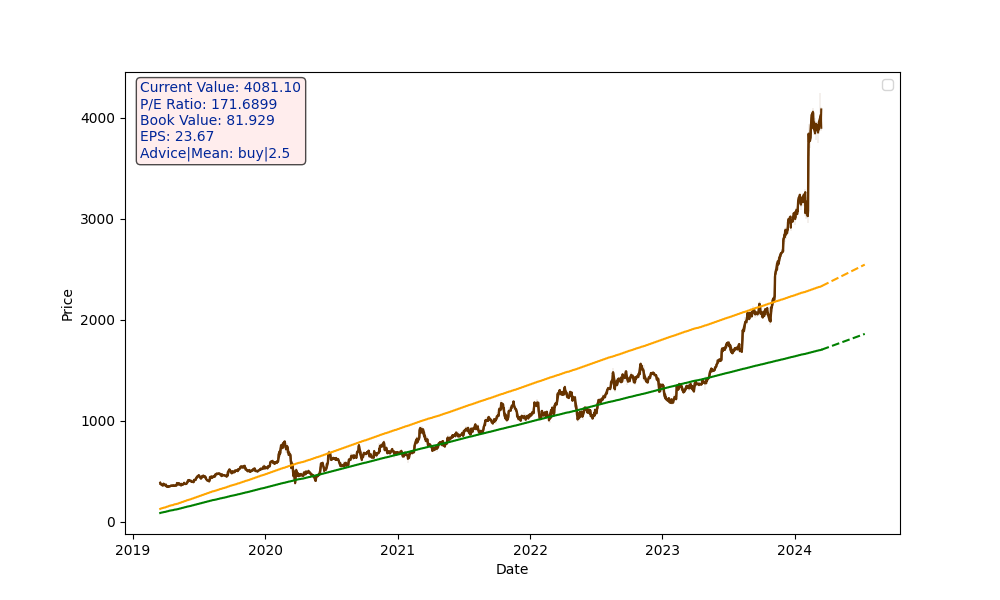 Current Value: 4081.10
P/E Ratio: 171.6899
Book Value: 81.929
EPS: 23.67
Advice|Mean: buy|2.5
Price
4000
3000
2000
1000
0
2019 2020 2021 2022 2023 2024
Date